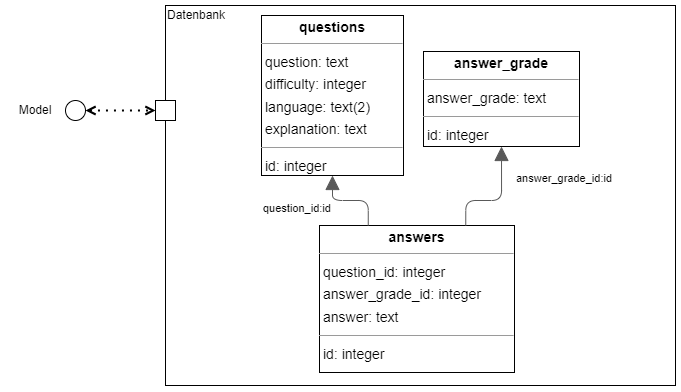 Datenbank
Model
questions
question: text
difficulty: integer
language: text(2)
explanation: text
id: integer
answer_grade
answer_grade: text
id: integer
question_id:id
answer_grade_id:id
answers
question_id: integer
answer_grade_id: integer
answer: text
id: integer